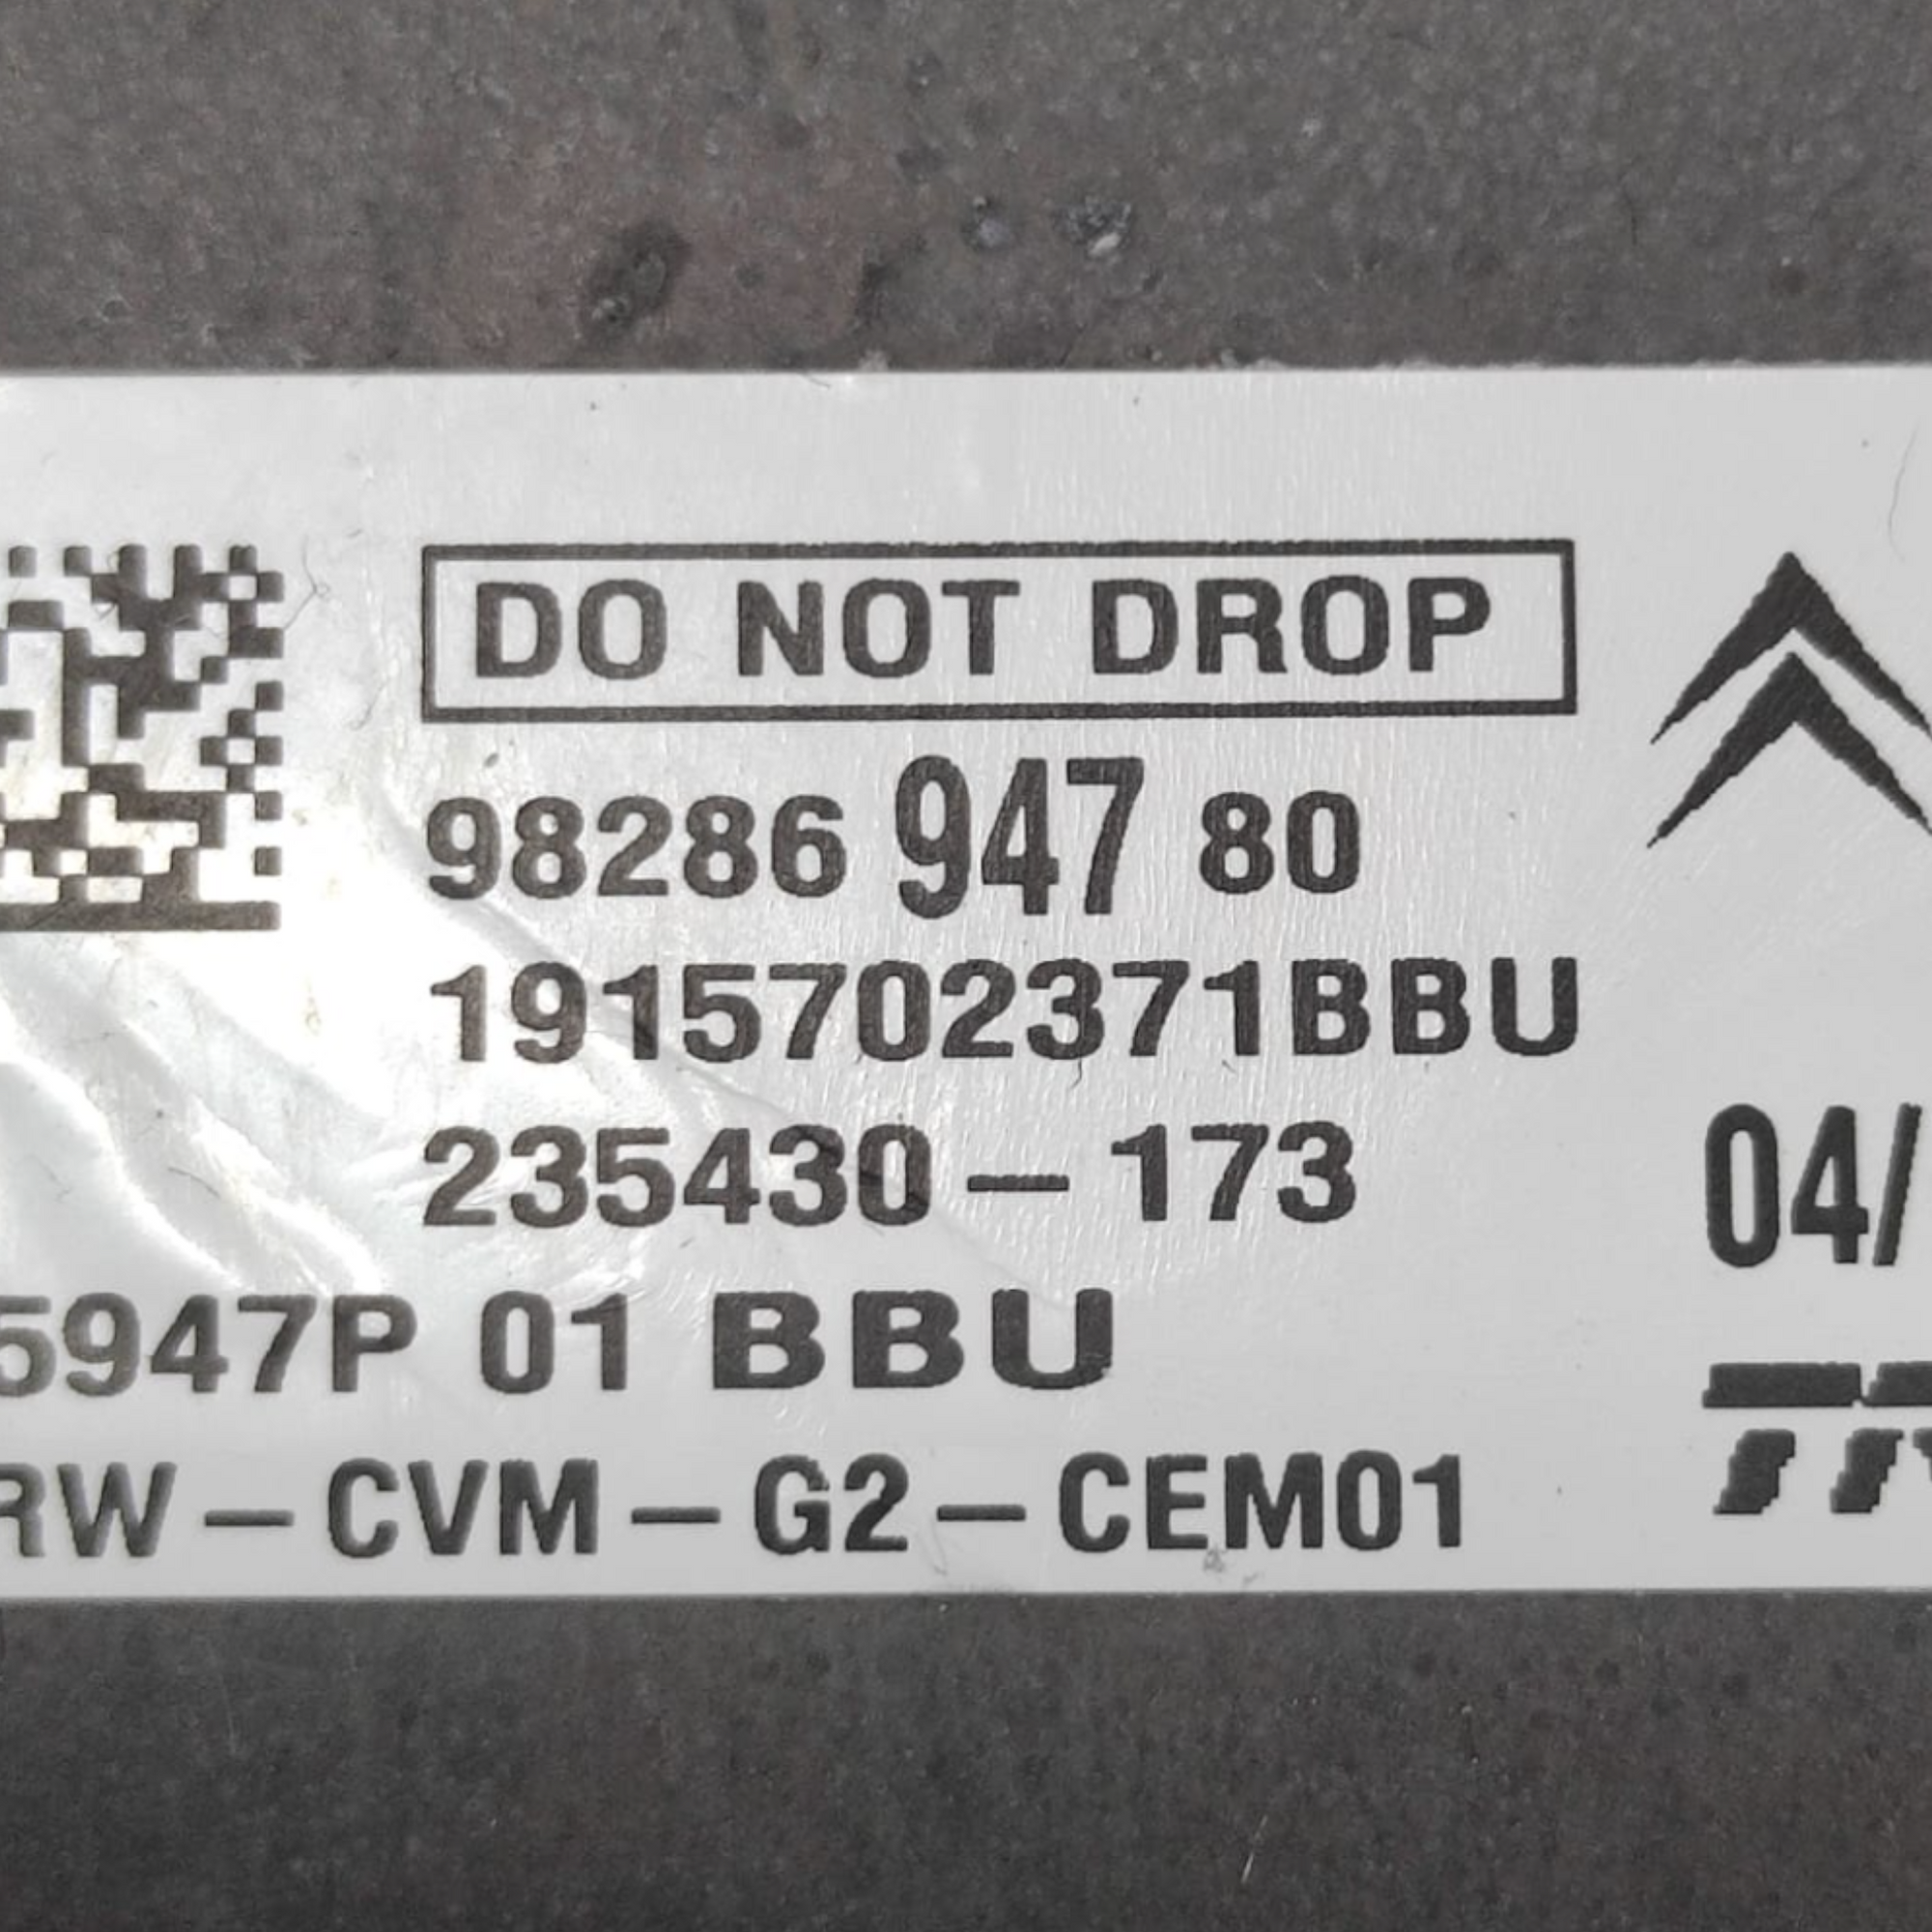 DO NOT DROP
98286 947 80
1915702371BBU
235430-173
04/
5947P 01 BBU
RW-CVM-G2-CEM01